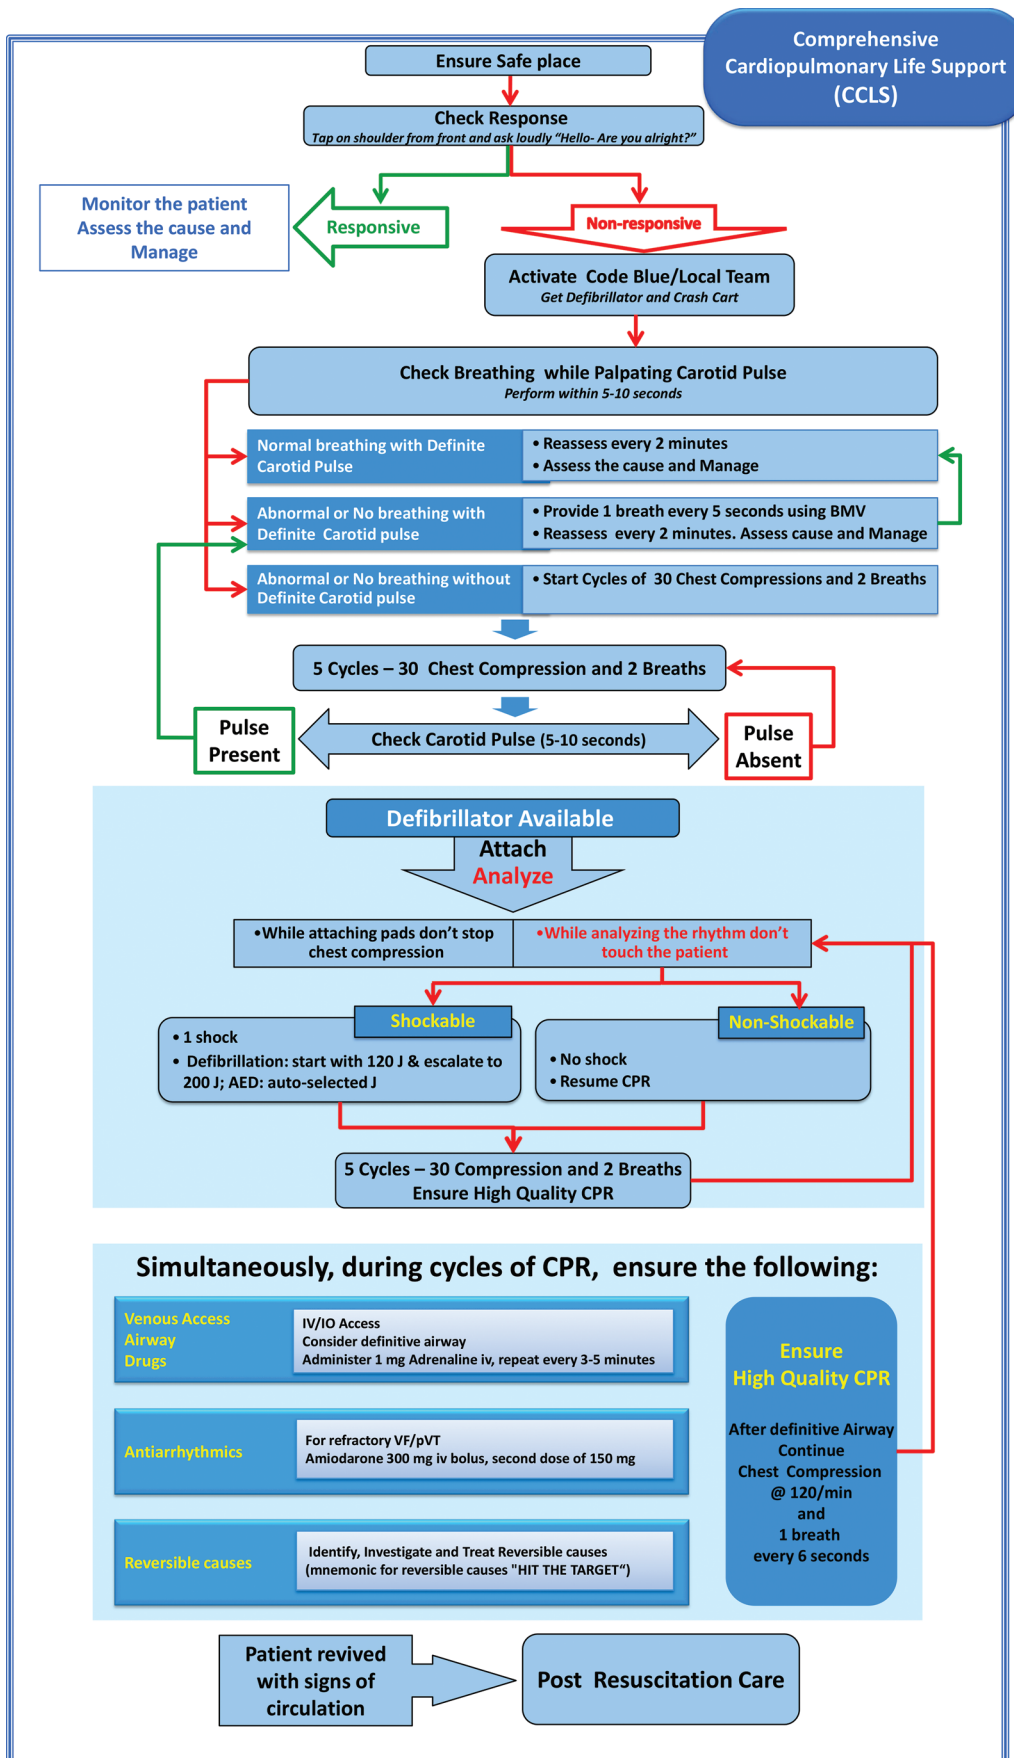 Comprehensive
Cardiopulmonary Life Support
(CCLS)
Ensure Safe place
Check Response
Tap on shoulder from front and ask loudly “Hello- Are you alright?”
Monitor the patient
Assess the cause and
Manage
Responsive
Non-responsive
Activate Code Blue/Local Team
Get Defibrillator and Crash Cart
Check Breathing while Palpating Carotid Pulse
Perform within 5-10 seconds
Normal breathing with Definite
Carotid Pulse
• Reassess every 2 minutes
• Assess the cause and Manage
Abnormal or No breathing with
Definite Carotid pulse
• Provide 1 breath every 5 seconds using BMV
• Reassess every 2 minutes. Assess cause and Manage
Abnormal or No breathing without
Definite Carotid pulse
• Start Cycles of 30 Chest Compressions and 2 Breaths
5 Cycles – 30 Chest Compression and 2 Breaths
Pulse
Present
Check Carotid Pulse (5-10 seconds)
Pulse
Absent
Defibrillator Available
Attach
Analyze
•While attaching pads don’t stop
chest compression
•While analyzing the rhythm don’t
touch the patient
Shockable
• 1 shock
• Defibrillation: start with 120 J & escalate to
200 J; AED: auto-selected J
Non-Shockable
• No shock
• Resume CPR
5 Cycles – 30 Compression and 2 Breaths
Ensure High Quality CPR
Simultaneously, during cycles of CPR, ensure the following:
Venous Access
Airway
Drugs
IV/IO Access
Consider definitive airway
Administer 1 mg Adrenaline iv, repeat every 3-5 minutes
Antiarrhythmics
For refractory VF/pVT
Amiodarone 300 mg iv bolus, second dose of 150 mg
Reversible causes
Identify, Investigate and Treat Reversible causes
(mnemonic for reversible causes "HIT THE TARGET“)
Ensure
High Quality CPR
After definitive Airway
Continue
Chest Compression
@ 120/min
and
1 breath
every 6 seconds
Patient revived
with signs of
circulation
Post Resuscitation Care